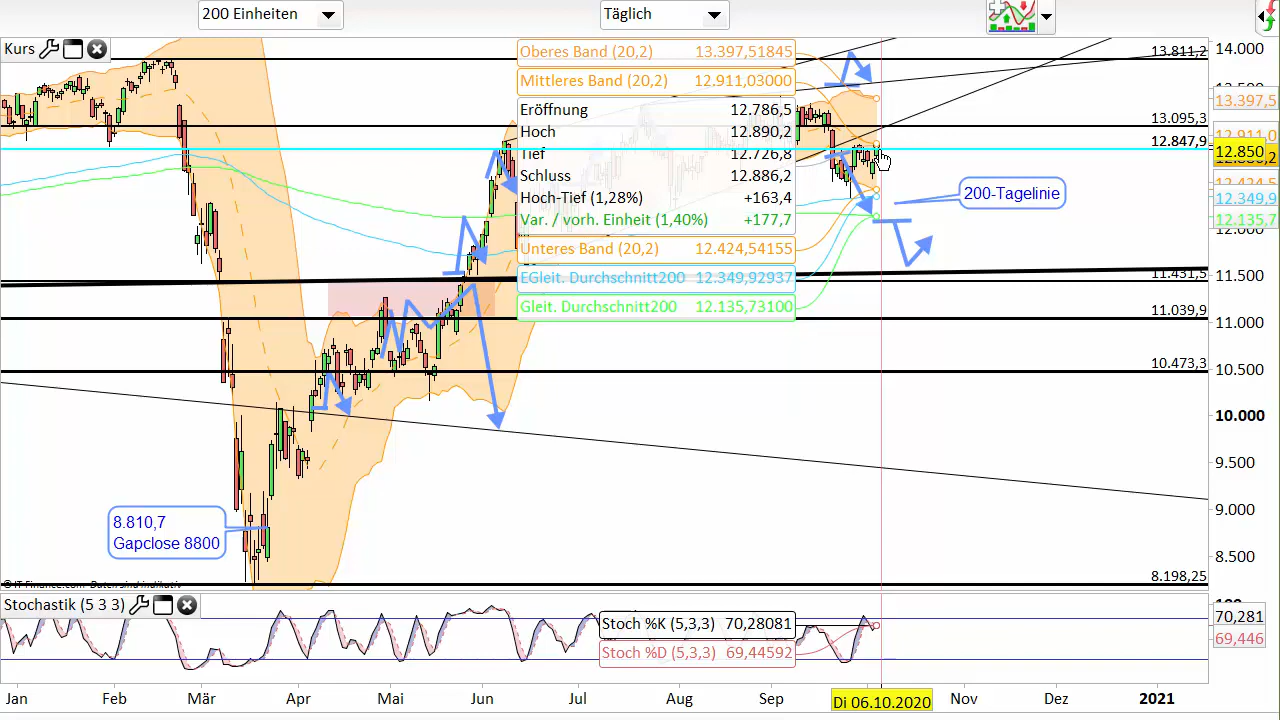 200 Einheiten
Täglich
Kurs
Oberes Band (20,2) 13.397,51845
Mittleres Band (20,2) 12.911,03000
Eröffnung 12.786,5
Hoch 12.890,2
Tief 12.726,8
Schluss 12.886,2
Hoch-Tief (1,28%) +163,4
Var. / vorh. Einheit (1,40%) +177,7
Unteres Band (20,2) 12.424,54155
EGleit. Durchschnitt200 12.349,92937
Gleit. Durchschnitt200 12.135,73100
200-Tagelinie
8.810,7
Gapclose 8800
© IT-Finance.com Daten sind indikativ
13.811,2
13.095,3
12.847,9
11.431,5
11.039,9
10.473,3
8.198,25
14.000
13.397,5
12.911,0
12.850
12.349,9
12.135,7
11.500
11.000
10.500
10.000
9.500
9.000
8.500
Stochastik (5 3 3)
Stoch %K (5,3,3) 70,28081
Stoch %D (5,3,3) 69,44592
70,281
69,446
Jan Feb Mär Apr Mai Jun Jul Aug Sep Di 06.10.2020 Nov Dez 2021